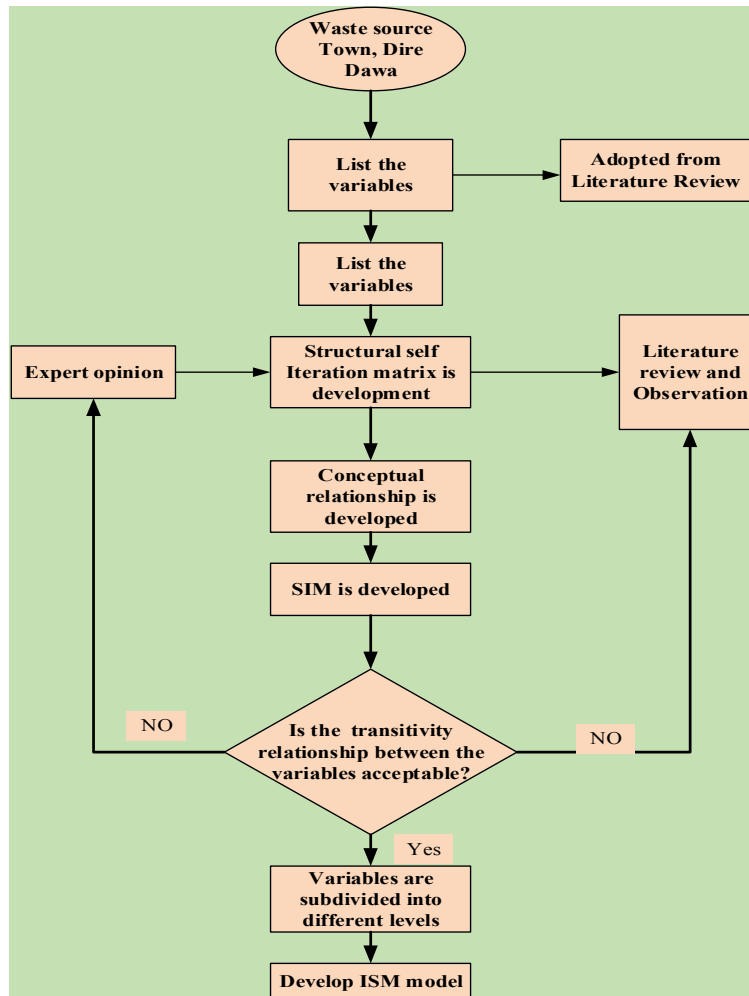 Waste source
Town, Dire
Dawa
List the
variables
Adopted from
Literature Review
List the
variables
Expert opinion
Structural self
Iteration matrix is
development
Literature
review and
Observation
Conceptual
relationship is
developed
SIM is developed
NO
Is the transitivity
relationship between the
variables acceptable?
NO
Yes
Variables are
subdivided into
different levels
Develop ISM model